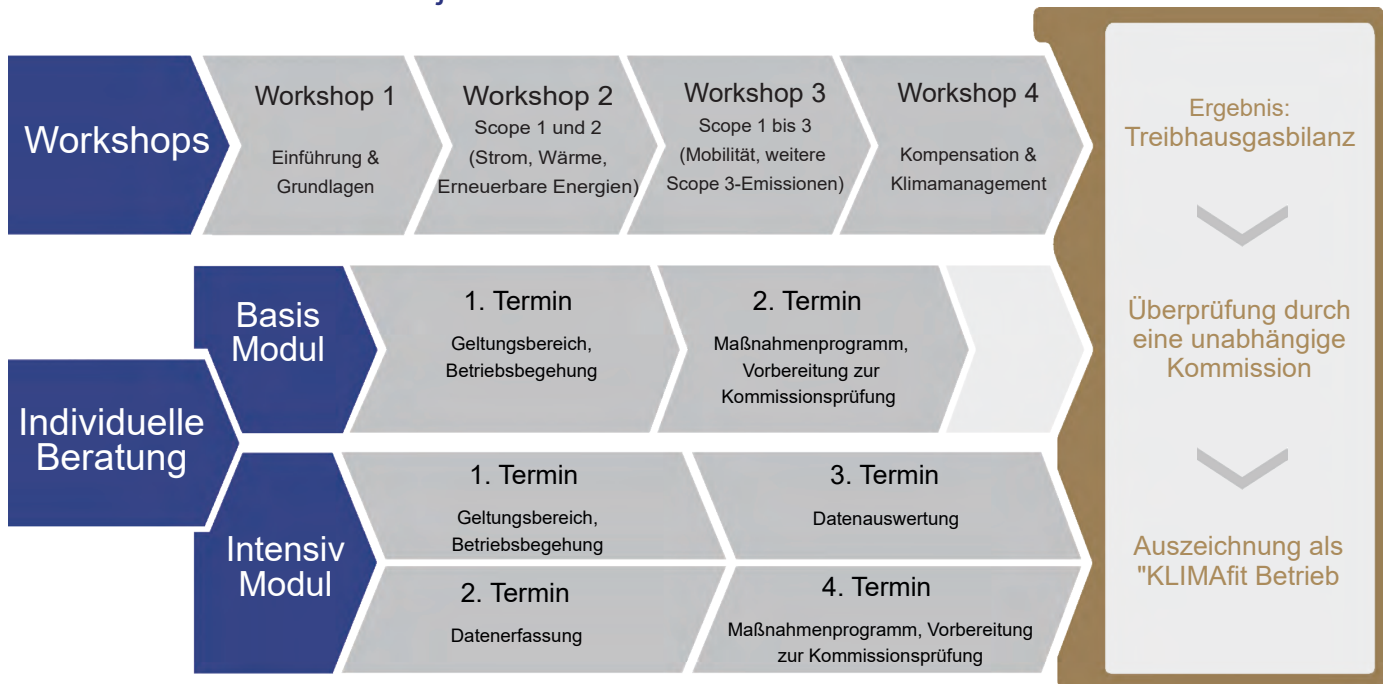 Workshops
Workshop 1
Einführung &
Grundlagen
Workshop 2
Scope 1 und 2
(Strom, Wärme,
Erneuerbare Energien)
Workshop 3
Scope 1 bis 3
(Mobilität, weitere
Scope 3-Emissionen)
Workshop 4
Kompensation &
Klimamanagement
Individuelle
Beratung
Basis
Modul
1. Termin
Geltungsbereich,
Betriebsbegehung
2. Termin
Maßnahmenprogramm,
Vorbereitung zur
Kommissionsprüfung
Intensiv
Modul
1. Termin
Geltungsbereich,
Betriebsbegehung
2. Termin
Datenerfassung
3. Termin
Datenauswertung
4. Termin
Maßnahmenprogramm, Vorbereitung
zur Kommissionsprüfung
Ergebnis:
Treibhausgasbilanz
Überprüfung durch
eine unabhängige
Kommission
Auszeichnung als
"KLIMAfit Betrieb